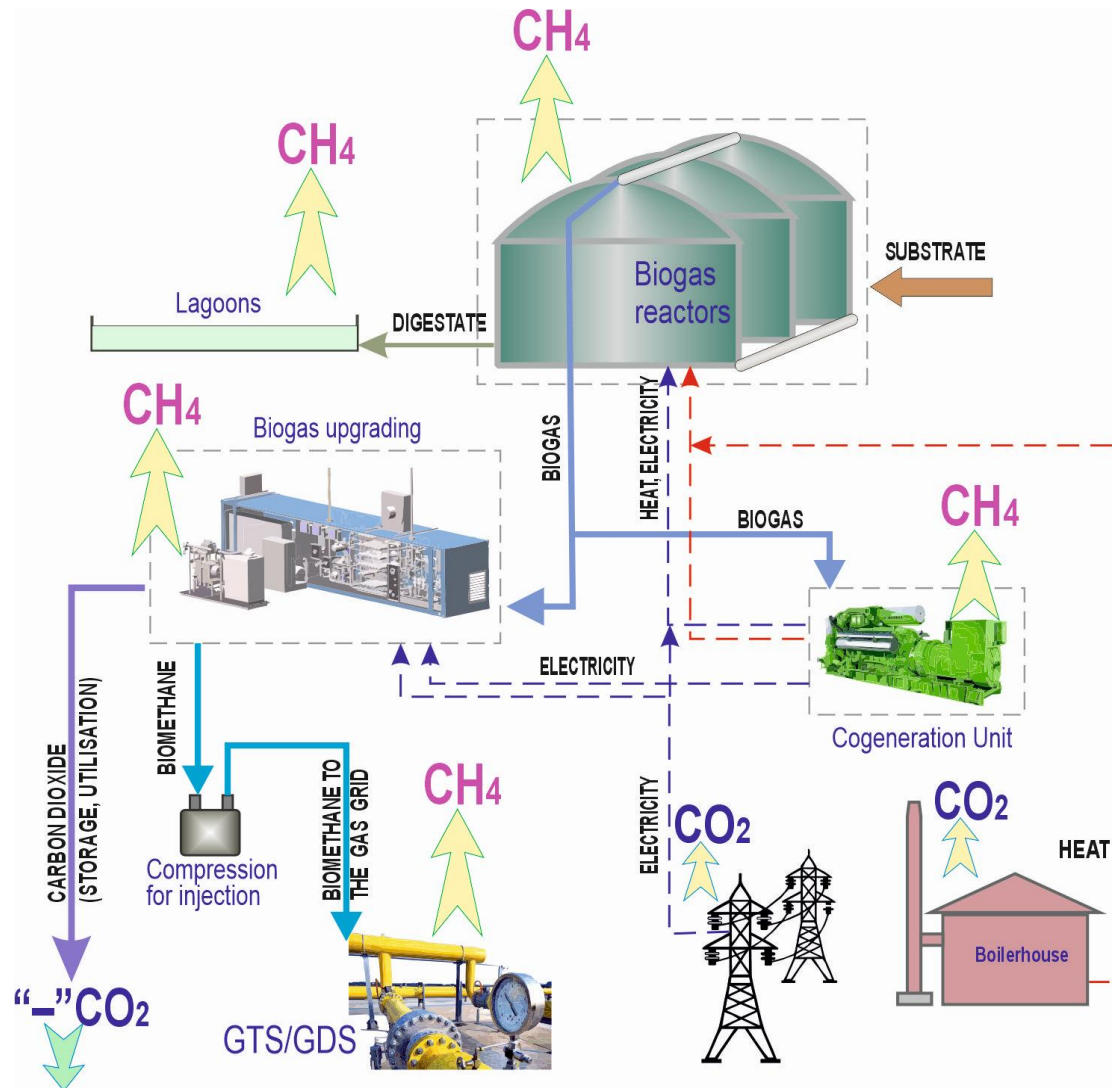 CH4
CH4
SUBSTRATE
Biogas
reactors
Lagoons
DIGESTATE
CH4
Biogas upgrading
BIOGAS
HEAT, ELECTRICITY
BIOGAS
CH4
ELECTRICITY
Cogeneration Unit
CARBON DIOXIDE
(STORAGE, UTILISATION)
BIOMETHANE
BIOMETHANE TO
THE GAS GRID
CH4
ELECTRICITY
CO2
CO2
HEAT
Compression
for injection
Boilerhouse
“–”CO2
GTS/GDS